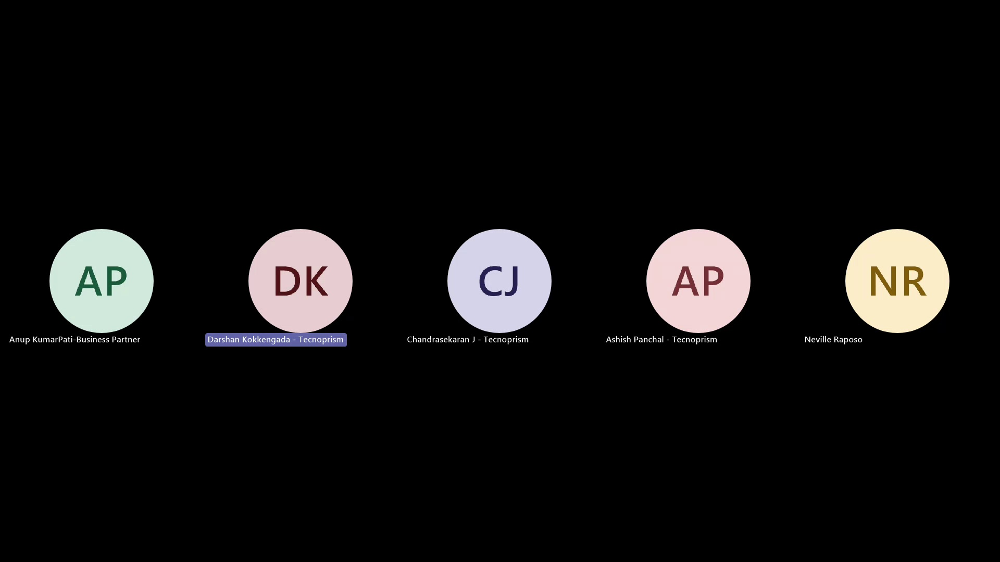 AP
DK
CJ
AP
NR
Anup KumarPati-Business Partner
Darshan Kokkengada - Tecnoprism
Chandrasekaran J - Tecnoprism
Ashish Panchal - Tecnoprism
Neville Raposo